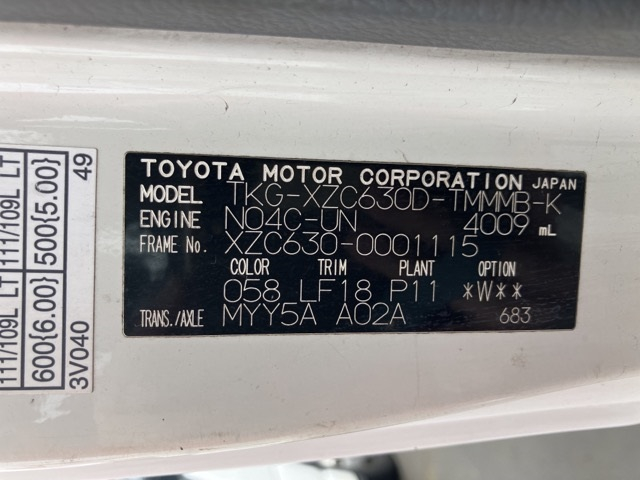 TOYOTA MOTOR CORPORATION JAPAN
MODEL TKG-XZC630D-TMMMB-K
ENGINE N04C-UN 4009 mL
FRAME No. XZC630-0001115
COLOR TRIM PLANT OPTION
058 LF18 P11 *W**
TRANS./AXLE MYY5A A02A 683
111/109L LT 111/109L LT
600{6.00} 500{5.00}
3V040 49